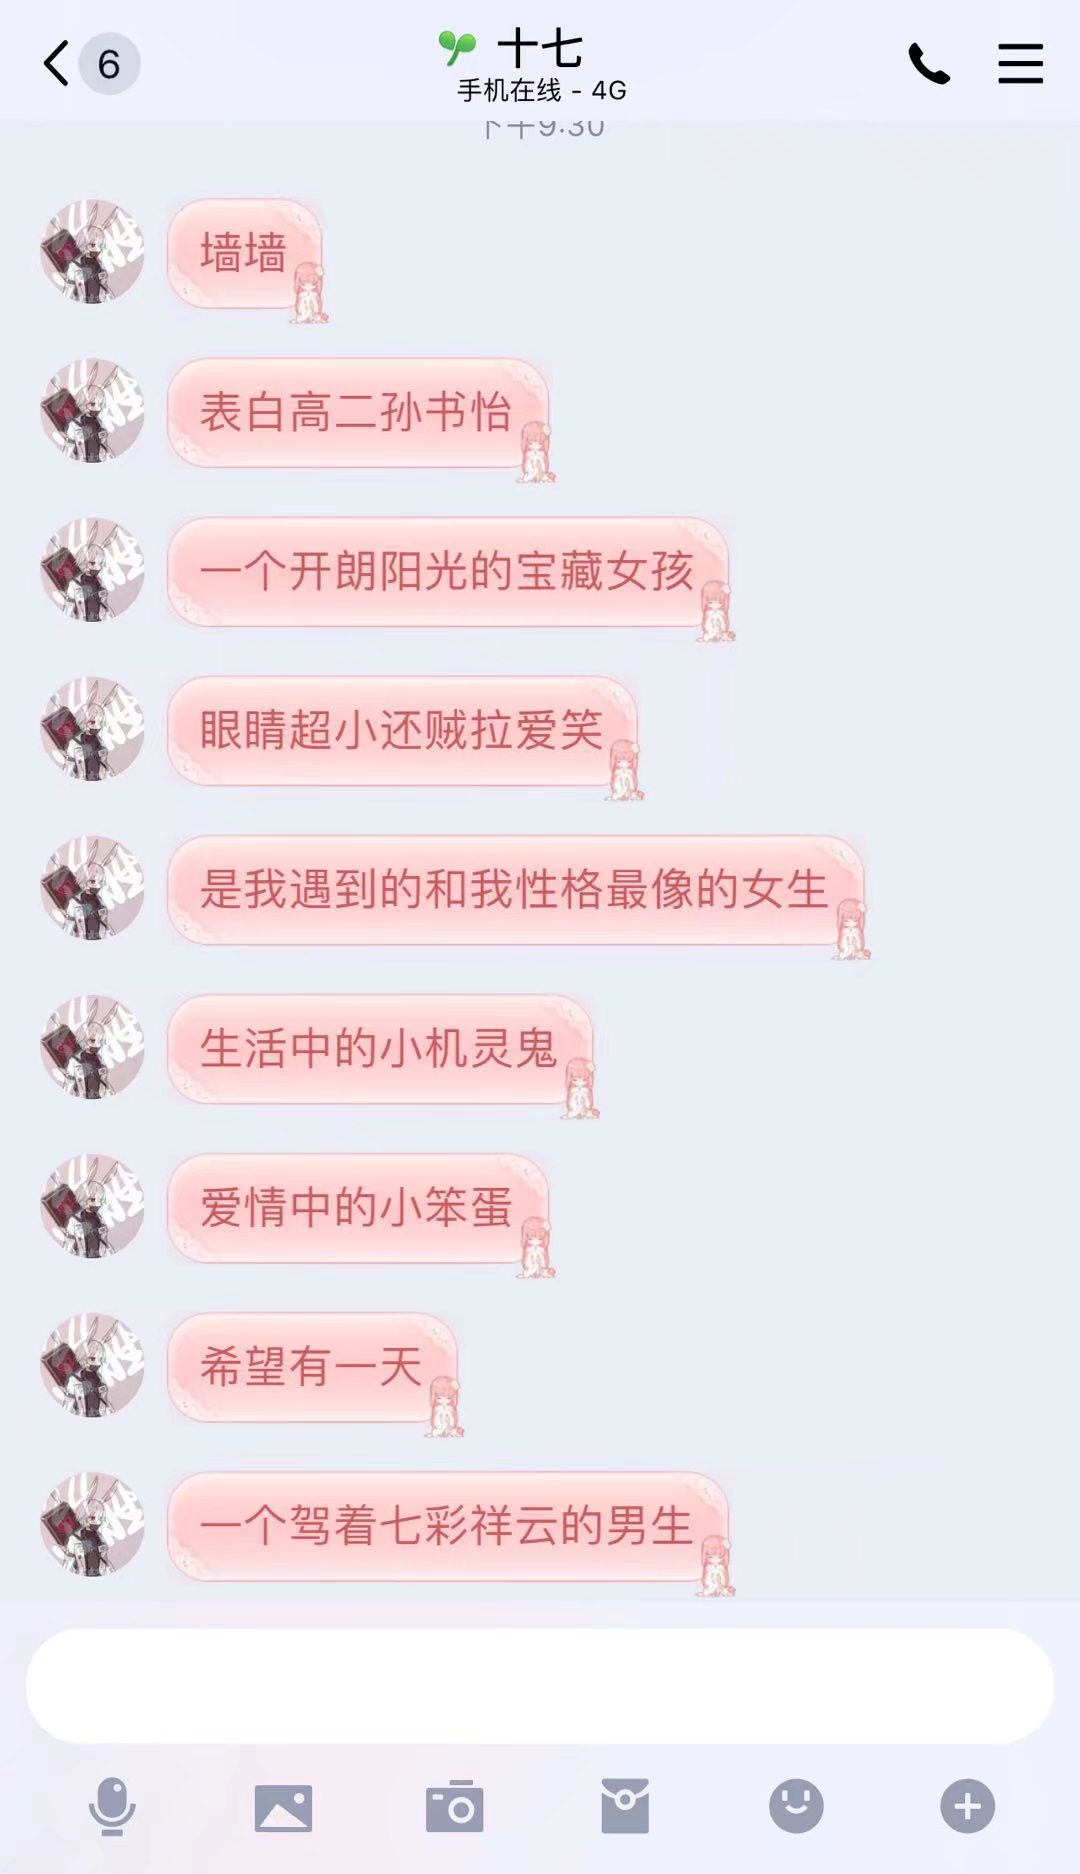 6
十七
手机在线 - 4G
下午9:30
墙墙
表白高二孙书怡
一个开朗阳光的宝藏女孩
眼睛超小还贼拉爱笑
是我遇到的和我性格最像的女生
生活中的小机灵鬼
爱情中的小笨蛋
希望有一天
一个驾着七彩祥云的男生